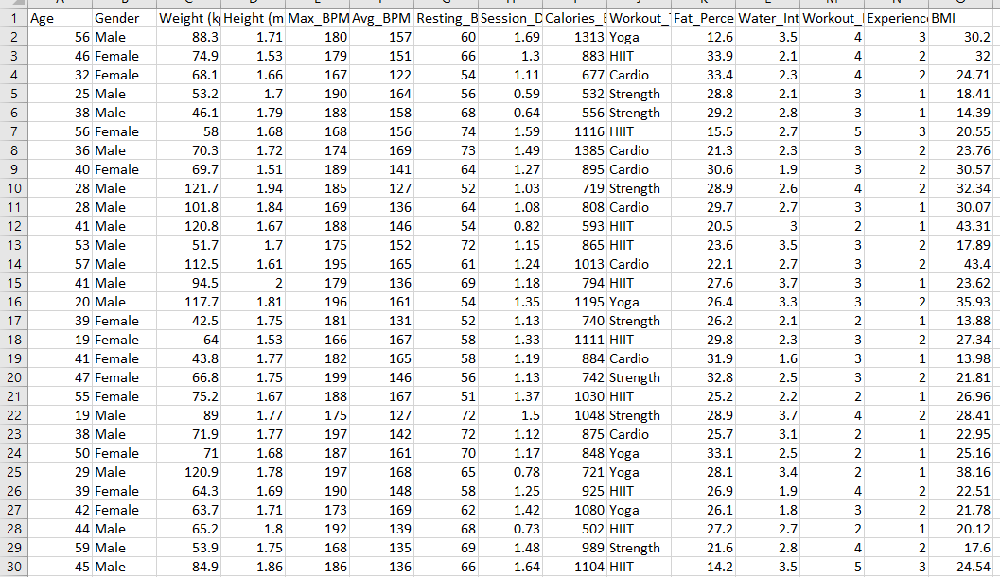 1 Age Gender Weight (kg Height (m Max_BPM Avg_BPM Resting_B Session_D Calories_B Workout_T Fat_Perce Water_Int Workout_ Experienc BMI
2 56 Male 88.3 1.71 180 157 60 1.69 1313 Yoga 12.6 3.5 4 3 30.2
3 46 Female 74.9 1.53 179 151 66 1.3 883 HIIT 33.9 2.1 4 2 32
4 32 Female 68.1 1.66 167 122 54 1.11 677 Cardio 33.4 2.3 4 2 24.71
5 25 Male 53.2 1.7 190 164 56 0.59 532 Strength 28.8 2.1 3 1 18.41
6 38 Male 46.1 1.79 188 158 68 0.64 556 Strength 29.2 2.8 3 1 14.39
7 56 Female 58 1.68 168 156 74 1.59 1116 HIIT 15.5 2.7 5 3 20.55
8 36 Male 70.3 1.72 174 169 73 1.49 1385 Cardio 21.3 2.3 3 2 23.76
9 40 Female 69.7 1.51 189 141 64 1.27 895 Cardio 30.6 1.9 3 2 30.57
10 28 Male 121.7 1.94 185 127 52 1.03 719 Strength 28.9 2.6 4 2 32.34
11 28 Male 101.8 1.84 169 136 64 1.08 808 Cardio 29.7 2.7 3 1 30.07
12 41 Male 120.8 1.67 188 146 54 0.82 593 HIIT 20.5 3 2 1 43.31
13 53 Male 51.7 1.7 175 152 72 1.15 865 HIIT 23.6 3.5 3 2 17.89
14 57 Male 112.5 1.61 195 165 61 1.24 1013 Cardio 22.1 2.7 3 2 43.4
15 41 Male 94.5 2 179 136 69 1.18 794 HIIT 27.6 3.7 3 1 23.62
16 20 Male 117.7 1.81 196 161 54 1.35 1195 Yoga 26.4 3.3 3 2 35.93
17 39 Female 42.5 1.75 181 131 52 1.13 740 Strength 26.2 2.1 2 1 13.88
18 19 Female 64 1.53 166 167 58 1.33 1111 HIIT 29.8 2.3 3 2 27.34
19 41 Female 43.8 1.77 182 165 58 1.19 884 Cardio 31.9 1.6 3 1 13.98
20 47 Female 66.8 1.75 199 146 56 1.13 742 Strength 32.8 2.5 3 2 21.81
21 55 Female 75.2 1.67 188 167 51 1.37 1030 HIIT 25.2 2.2 2 1 26.96
22 19 Male 89 1.77 175 127 72 1.5 1048 Strength 28.9 3.7 4 2 28.41
23 38 Male 71.9 1.77 197 142 72 1.12 875 Cardio 25.7 3.1 2 1 22.95
24 50 Female 71 1.68 187 161 70 1.17 848 Yoga 33.1 2.5 2 1 25.16
25 29 Male 120.9 1.78 197 168 65 0.78 721 Yoga 28.1 3.4 2 1 38.16
26 39 Female 64.3 1.69 190 148 58 1.25 925 HIIT 26.9 1.9 4 2 22.51
27 42 Female 63.7 1.71 173 169 62 1.42 1080 Yoga 26.1 1.8 3 2 21.78
28 44 Male 65.2 1.8 192 139 68 0.73 502 HIIT 27.2 2.7 2 1 20.12
29 59 Male 53.9 1.75 168 135 69 1.48 989 Strength 21.6 2.8 4 2 17.6
30 45 Male 84.9 1.86 186 136 66 1.64 1104 HIIT 14.2 3.5 5 3 24.54